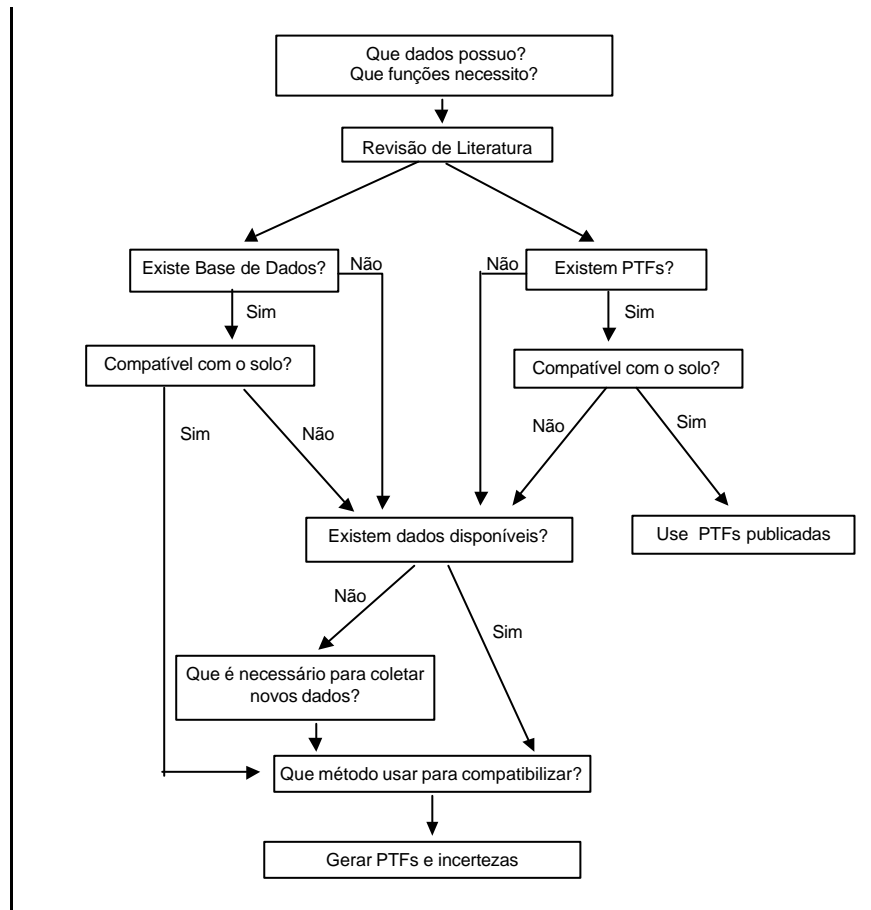 Que dados possuo?
Que funções necessito?
Revisão de Literatura
Existe Base de Dados?
Não
Não
Existem PTFs?
Sim
Sim
Compatível com o solo?
Compatível com o solo?
Sim
Não
Não
Sim
Existem dados disponíveis?
Use PTFs publicadas
Não
Sim
Que é necessário para coletar
novos dados?
Que método usar para compatibilizar?
Gerar PTFs e incertezas